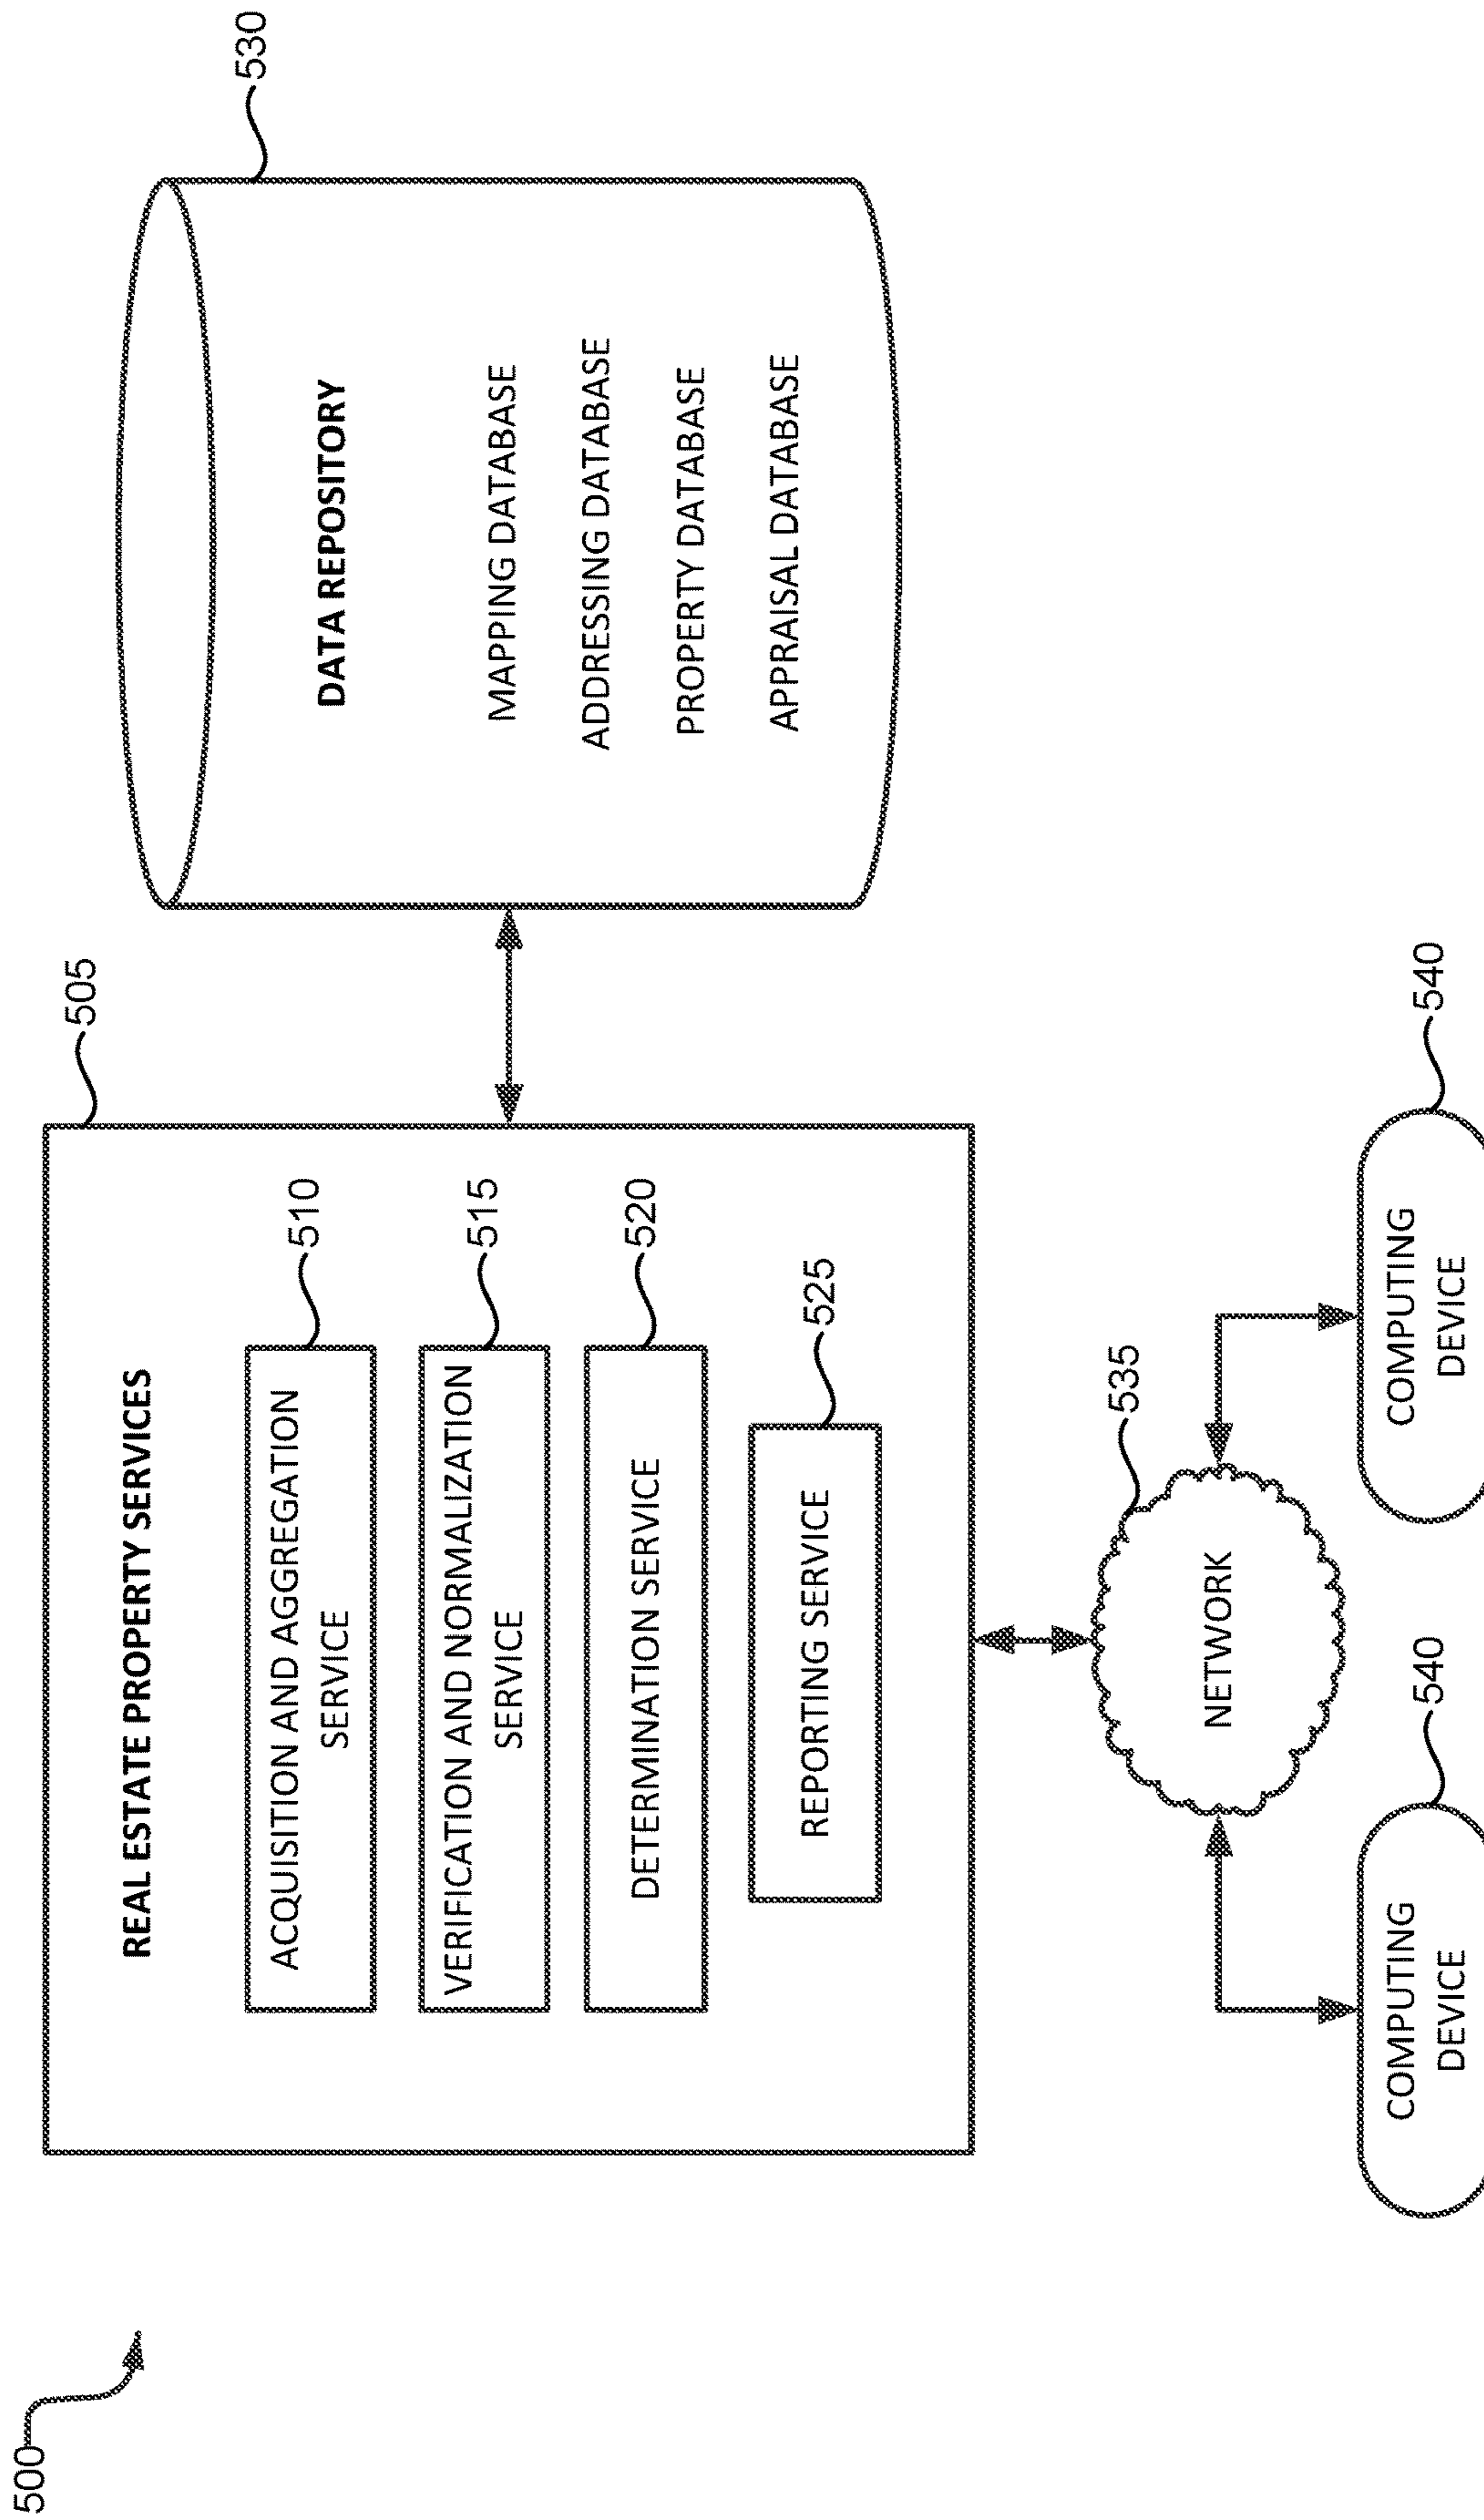 500
REAL ESTATE PROPERTY SERVICES
505
ACQUISITION AND AGGREGATION
SERVICE
510
VERIFICATION AND NORMALIZATION
SERVICE
515
DETERMINATION SERVICE
520
REPORTING SERVICE
525
DATA REPOSITORY
530
MAPPING DATABASE
ADDRESSING DATABASE
PROPERTY DATABASE
APPRAISAL DATABASE
NETWORK
535
COMPUTING
DEVICE
540
COMPUTING
DEVICE
540